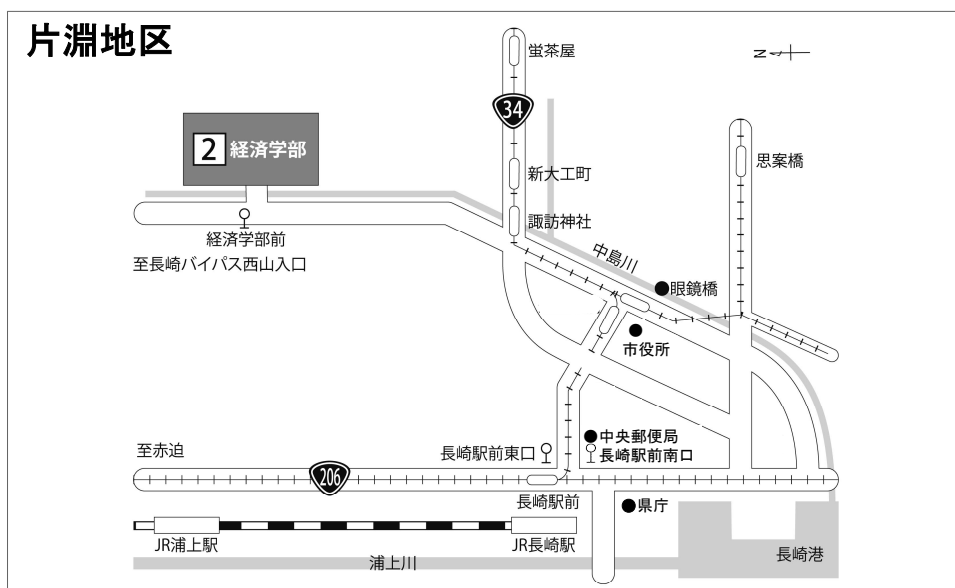 片淵地区
蛍茶屋
N
34
2 経済学部
新大工町
思案橋
諏訪神社
経済学部前
至長崎バイパス西山入口
中島川
眼鏡橋
市役所
至赤迫
長崎駅前東口
中央郵便局
長崎駅前南口
206
長崎駅前
県庁
JR浦上駅
JR長崎駅
長崎港
浦上川